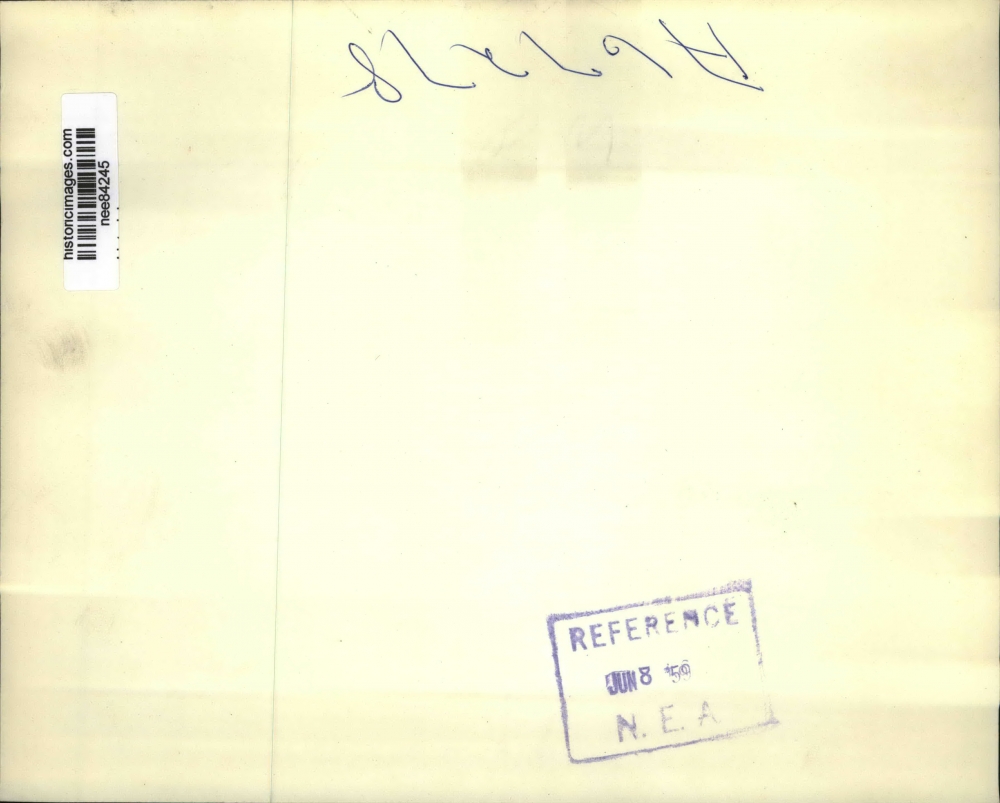 historicimages.com
nee84245
REFERENCE
JUN 8 '59
N. E. A